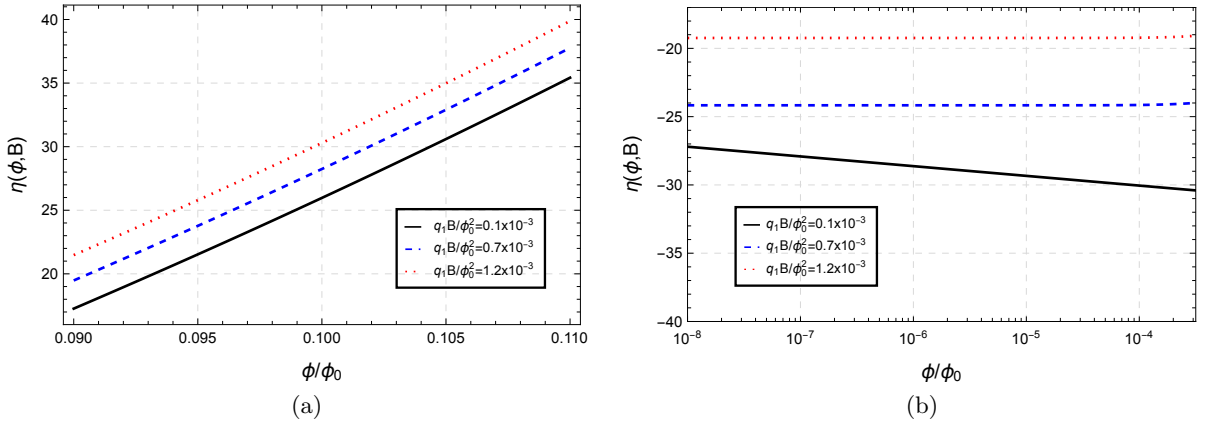 40
35
30
25
20
η(ϕ,B)
q₁B/ϕ₀²=0.1x10⁻³
q₁B/ϕ₀²=0.7x10⁻³
q₁B/ϕ₀²=1.2x10⁻³
0.090 0.095 0.100 0.105 0.110
ϕ/ϕ₀
(a)
-20
-25
-30
-35
-40
η(ϕ,B)
q₁B/ϕ₀²=0.1x10⁻³
q₁B/ϕ₀²=0.7x10⁻³
q₁B/ϕ₀²=1.2x10⁻³
10⁻⁸ 10⁻⁷ 10⁻⁶ 10⁻⁵ 10⁻⁴
ϕ/ϕ₀
(b)